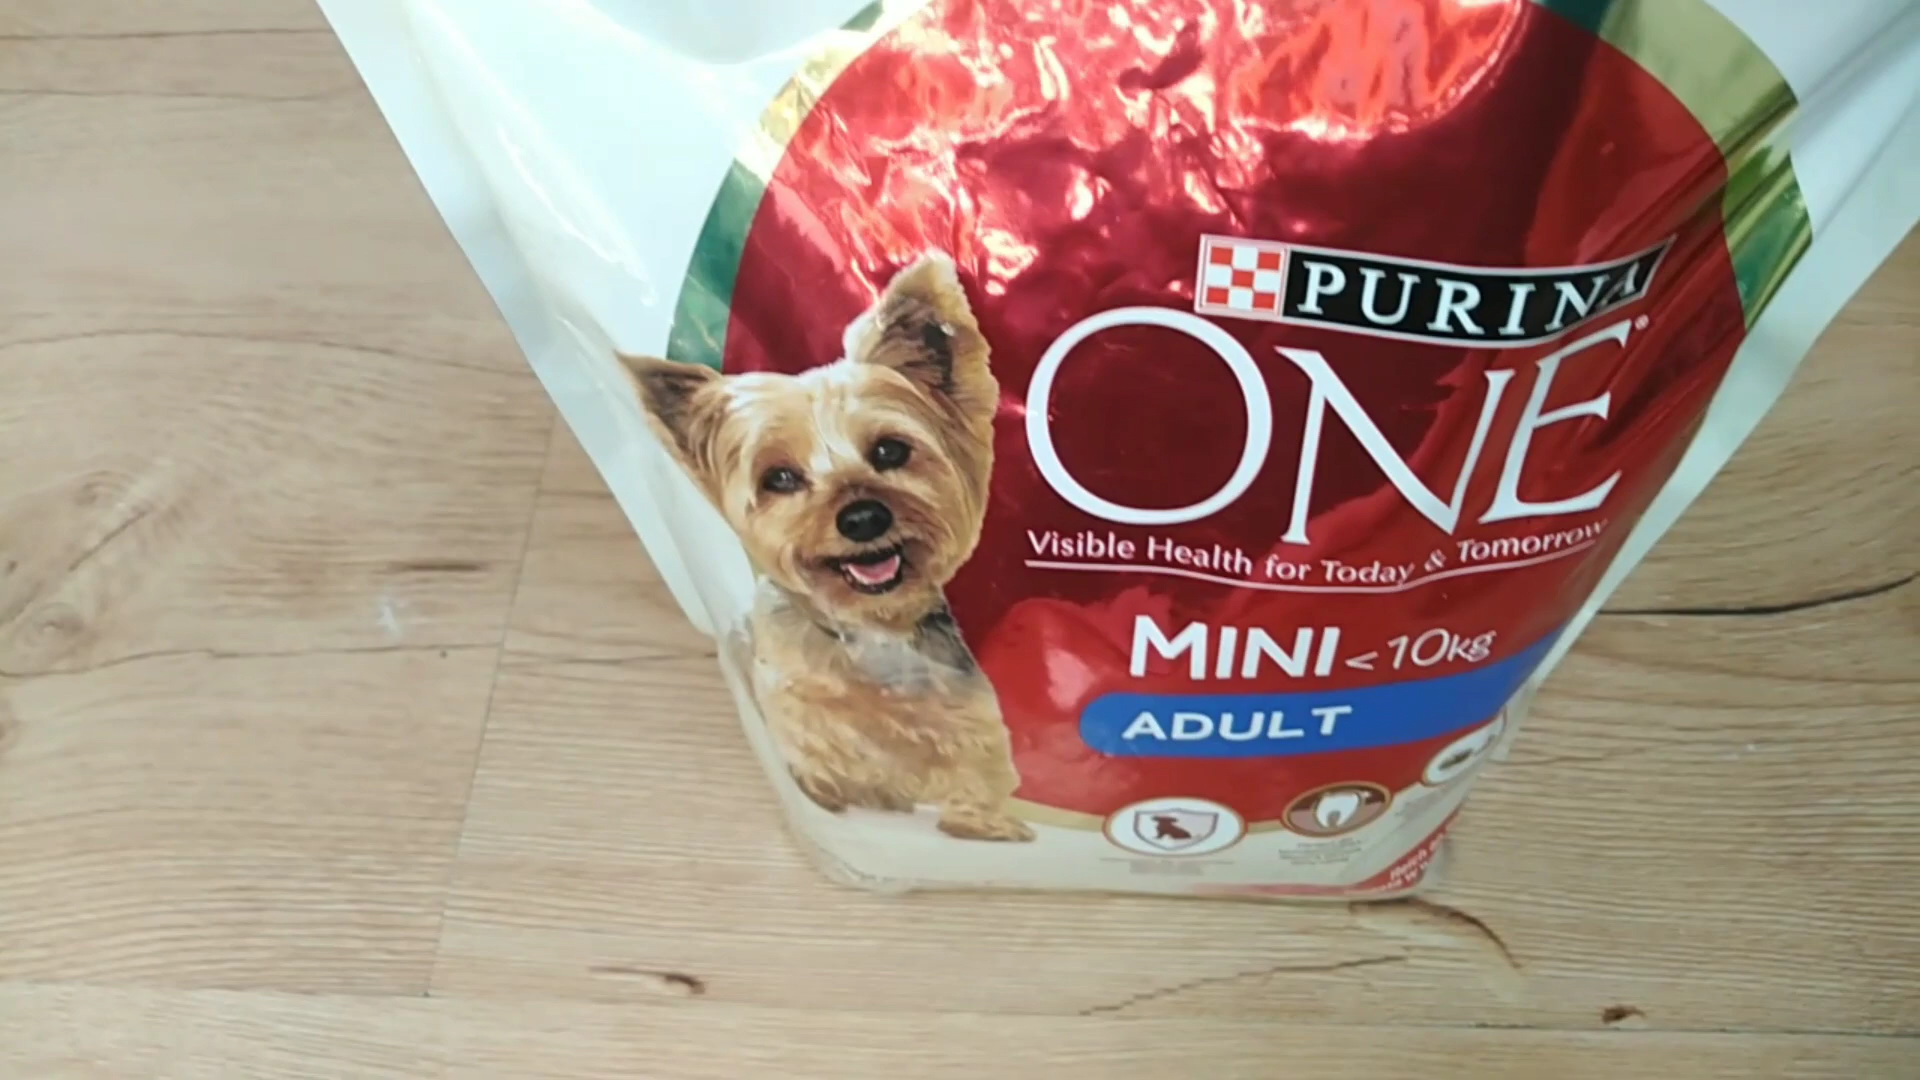 PURINA
ONE®
Visible Health for Today & Tomorrow
MINI <10kg
ADULT